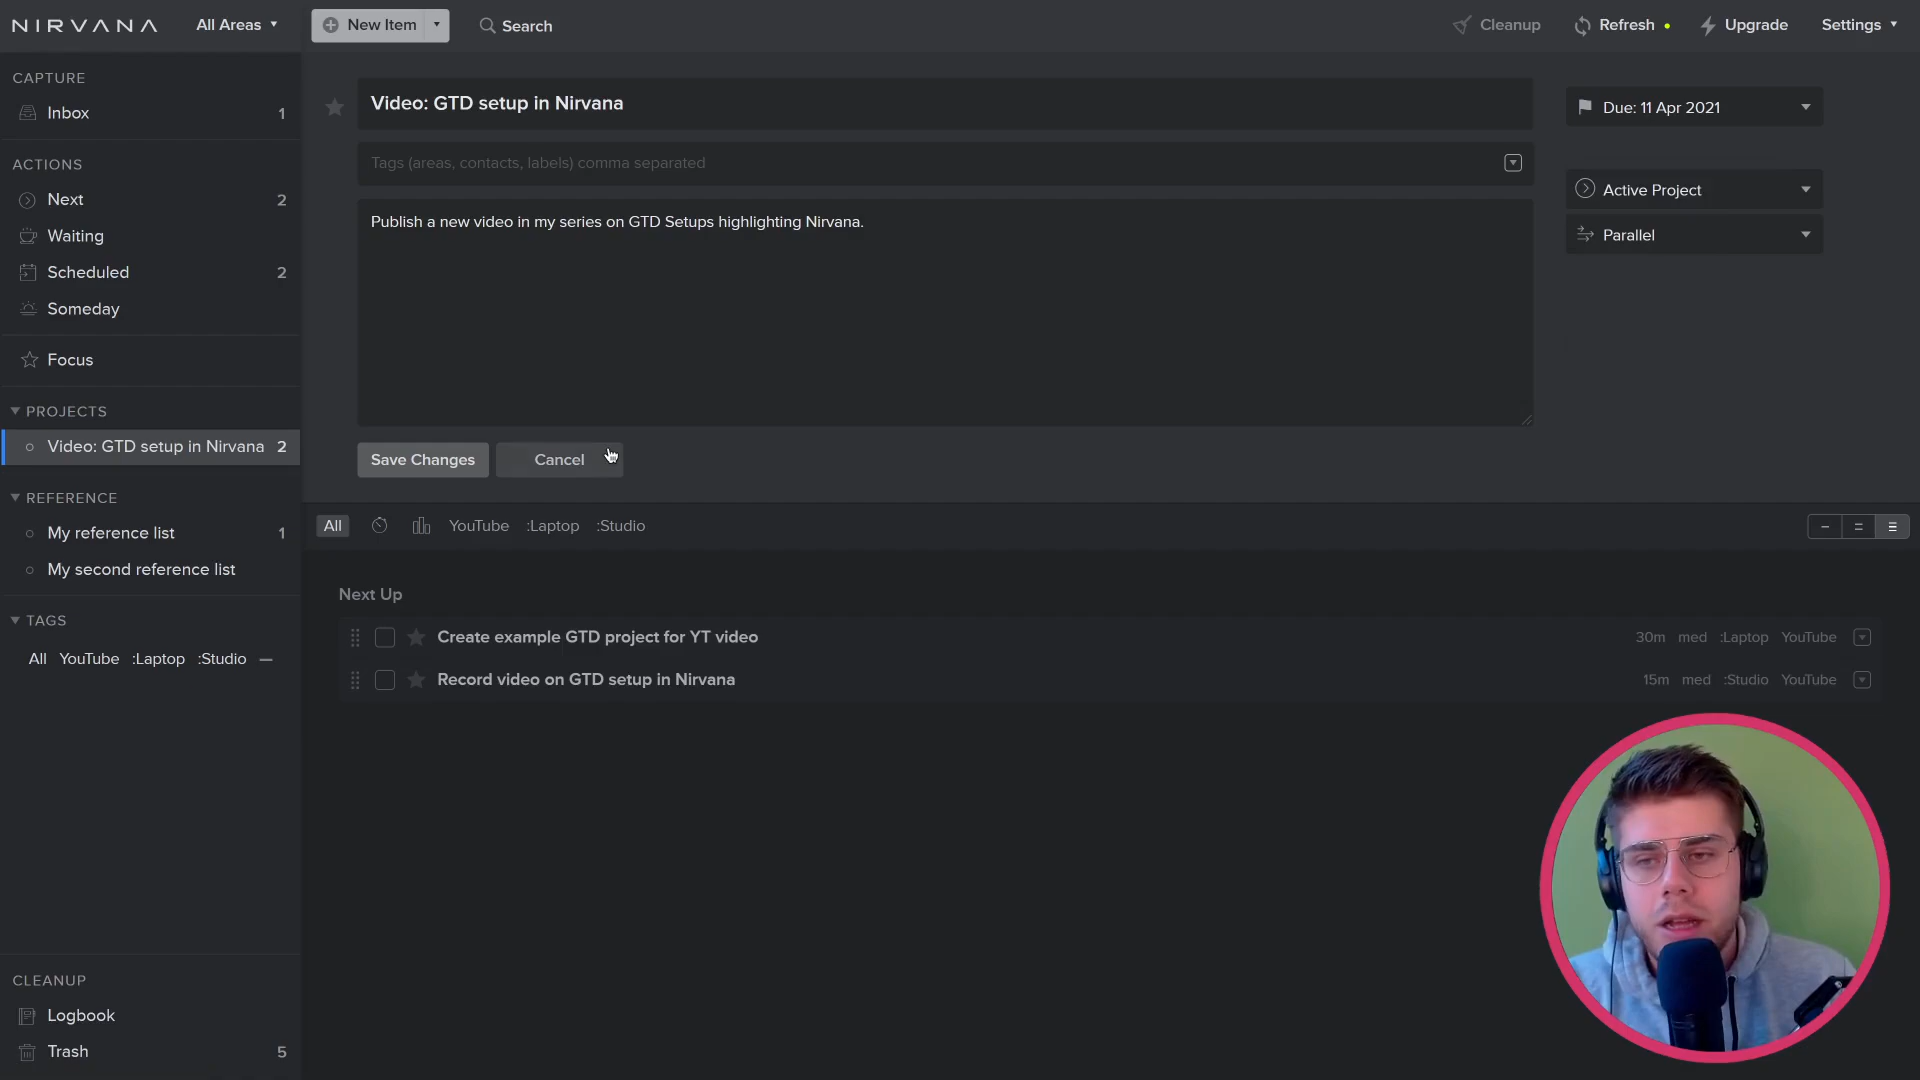 NIRVANA
All Areas
New Item
Search
Cleanup
Refresh
Upgrade
Settings
CAPTURE
Inbox 1
ACTIONS
Next 2
Waiting
Scheduled 2
Someday
Focus
PROJECTS
Video: GTD setup in Nirvana 2
REFERENCE
My reference list 1
My second reference list
TAGS
All YouTube :Laptop :Studio
CLEANUP
Logbook
Trash 5
Video: GTD setup in Nirvana
Tags (areas, contacts, labels) comma separated
Publish a new video in my series on GTD Setups highlighting Nirvana.
Save Changes
Cancel
Due: 11 Apr 2021
Active Project
Parallel
All YouTube :Laptop :Studio
Next Up
Create example GTD project for YT video 30m med :Laptop YouTube
Record video on GTD setup in Nirvana 15m med :Studio YouTube